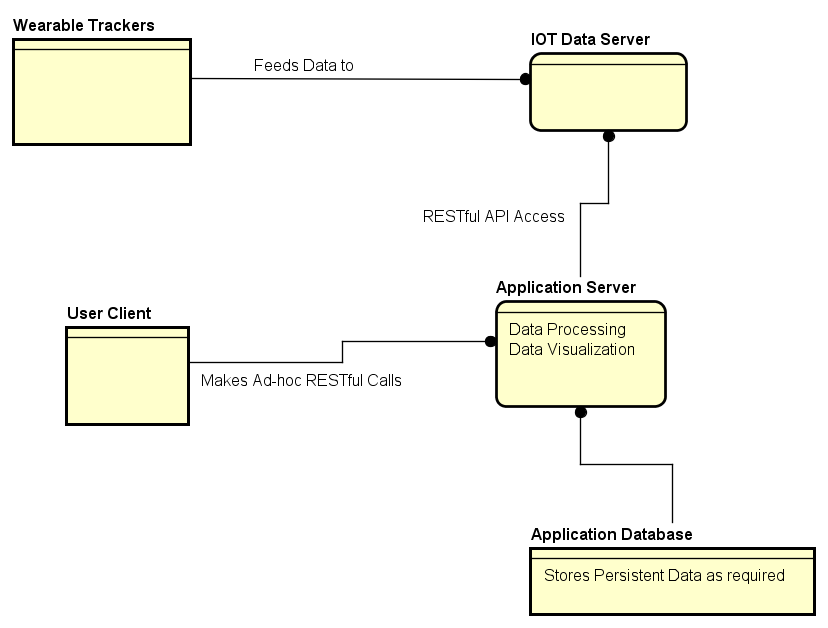 Wearable Trackers
IOT Data Server
Feeds Data to
RESTful API Access
Application Server
User Client
Data Processing
Data Visualization
Makes Ad-hoc RESTful Calls
Application Database
Stores Persistent Data as required